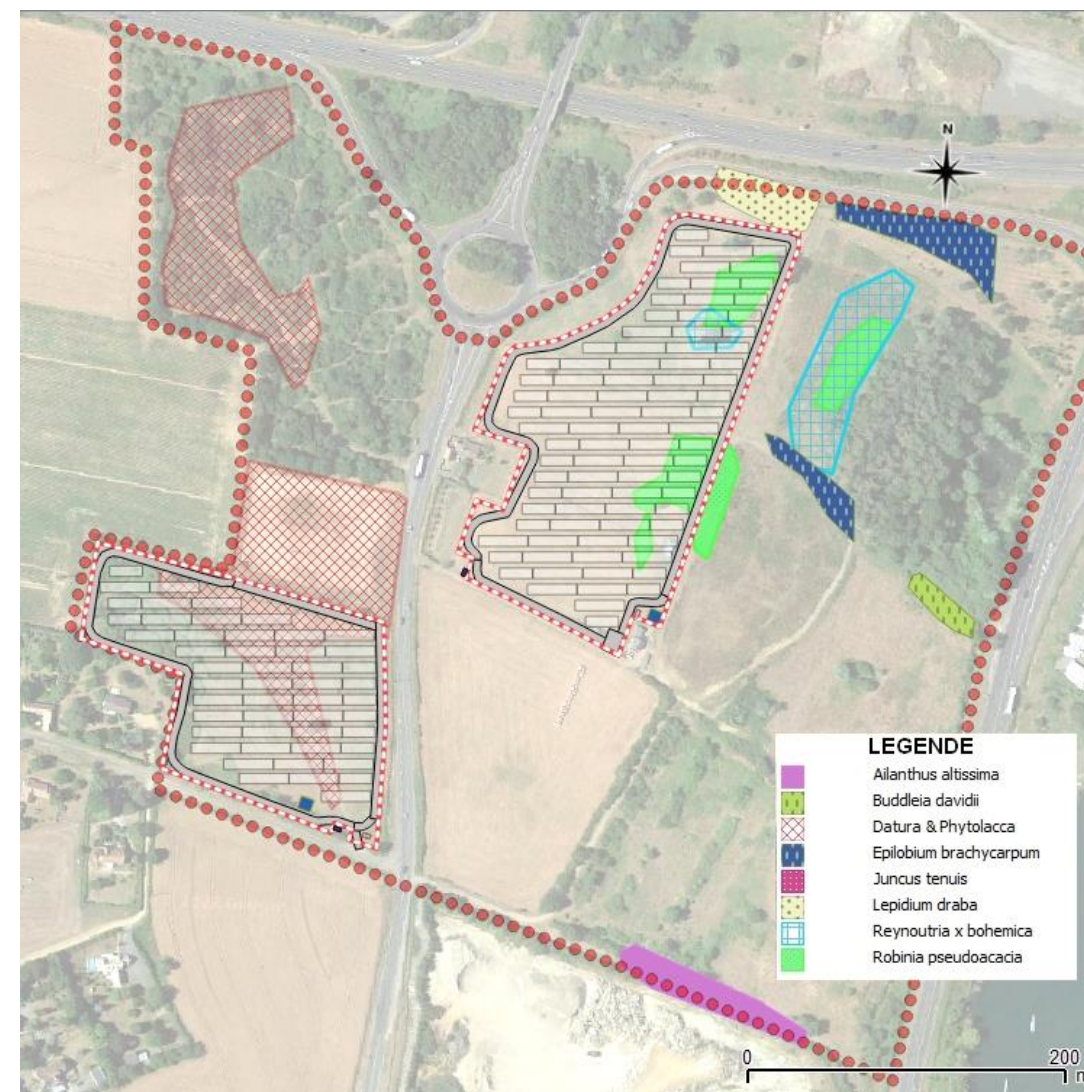 N
LEGENDE
Ailanthus altissima
Buddleia davidii
Datura & Phytolacca
Epilobium brachycarpum
Juncus tenuis
Lepidium draba
Reynoutria x bohemica
Robinia pseudoacacia
0 200